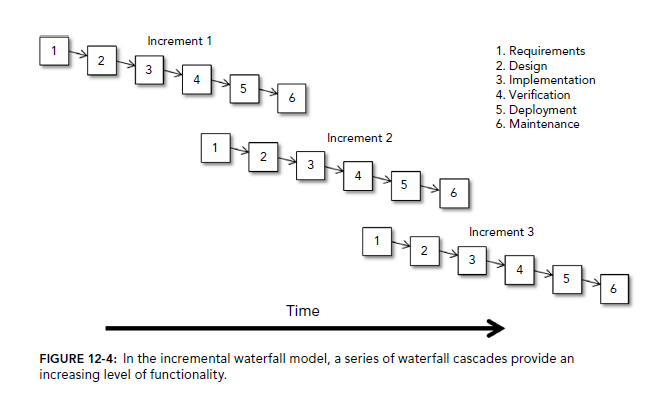 Increment 1
1
2
3
4
5
6
1. Requirements
2. Design
3. Implementation
4. Verification
5. Deployment
6. Maintenance
Increment 2
1
2
3
4
5
6
Increment 3
1
2
3
4
5
6
Time
FIGURE 12-4: In the incremental waterfall model, a series of waterfall cascades provide an
increasing level of functionality.